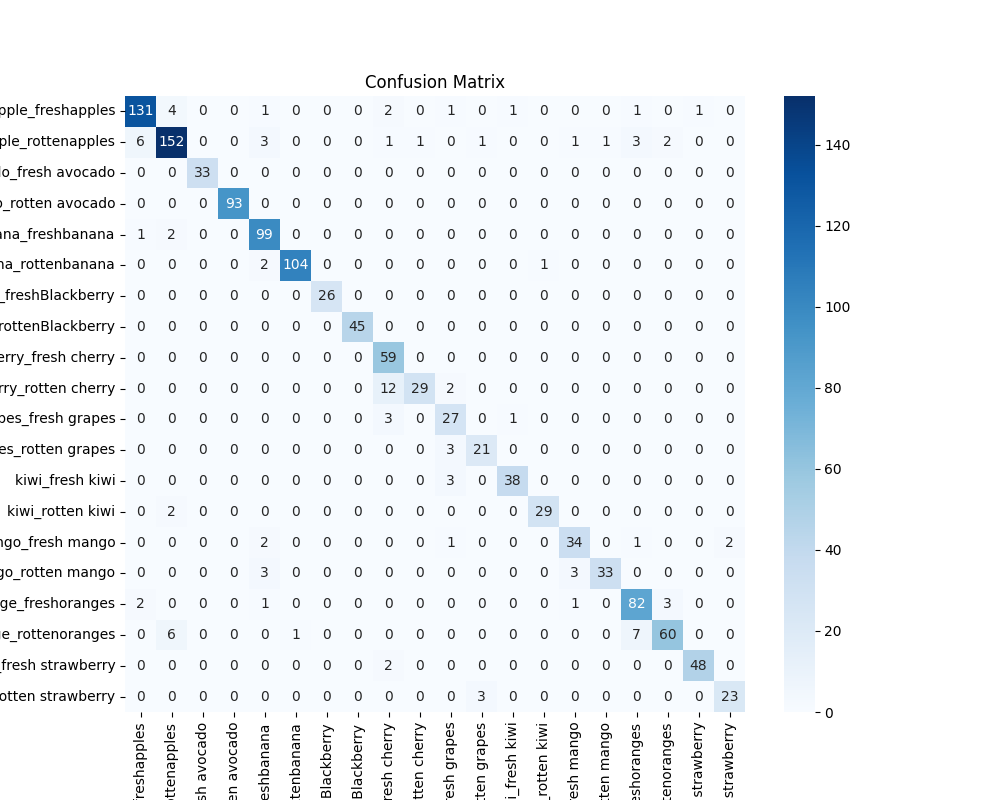 Confusion Matrix
pple_freshapples 131 4 0 0 1 0 0 0 2 0 1 0 1 0 0 0 1 0 1 0
ple_rottenapples 6 152 0 0 3 0 0 0 1 1 0 1 0 0 1 1 3 2 0 0
o_fresh avocado 0 0 33 0 0 0 0 0 0 0 0 0 0 0 0 0 0 0 0 0
o_rotten avocado 0 0 0 93 0 0 0 0 0 0 0 0 0 0 0 0 0 0 0 0
ana_freshbanana 1 2 0 0 99 0 0 0 0 0 0 0 0 0 0 0 0 0 0 0
na_rottenbanana 0 0 0 0 2 104 0 0 0 0 0 0 0 1 0 0 0 0 0 0
_freshBlackberry 0 0 0 0 0 0 26 0 0 0 0 0 0 0 0 0 0 0 0 0
rottenBlackberry 0 0 0 0 0 0 0 45 0 0 0 0 0 0 0 0 0 0 0 0
erry_fresh cherry 0 0 0 0 0 0 0 0 59 0 0 0 0 0 0 0 0 0 0 0
rry_rotten cherry 0 0 0 0 0 0 0 0 12 29 2 0 0 0 0 0 0 0 0 0
pes_fresh grapes 0 0 0 0 0 0 0 0 3 0 27 0 1 0 0 0 0 0 0 0
es_rotten grapes 0 0 0 0 0 0 0 0 0 0 3 21 0 0 0 0 0 0 0 0
kiwi_fresh kiwi 0 0 0 0 0 0 0 0 0 0 3 0 38 0 0 0 0 0 0 0
kiwi_rotten kiwi 0 2 0 0 0 0 0 0 0 0 0 0 0 29 0 0 0 0 0 0
ngo_fresh mango 0 0 0 0 2 0 0 0 0 0 1 0 0 0 34 0 1 0 0 2
go_rotten mango 0 0 0 0 3 0 0 0 0 0 0 0 0 0 3 33 0 0 0 0
ge_freshoranges 2 0 0 0 1 0 0 0 0 0 0 0 0 0 1 0 82 3 0 0
e_rottenoranges 0 6 0 0 0 1 0 0 0 0 0 0 0 0 0 0 7 60 0 0
fresh strawberry 0 0 0 0 0 0 0 0 2 0 0 0 0 0 0 0 0 0 48 0
otten strawberry 0 0 0 0 0 0 0 0 0 0 0 3 0 0 0 0 0 0 0 23
freshapples
ottenapples
sh avocado
en avocado
eshbanana
tenbanana
Blackberry
Blackberry
resh cherry
tten cherry
esh grapes
ten grapes
i_fresh kiwi
_rotten kiwi
resh mango
ten mango
eshoranges
tenoranges
strawberry
strawberry
140
120
100
80
60
40
20
0